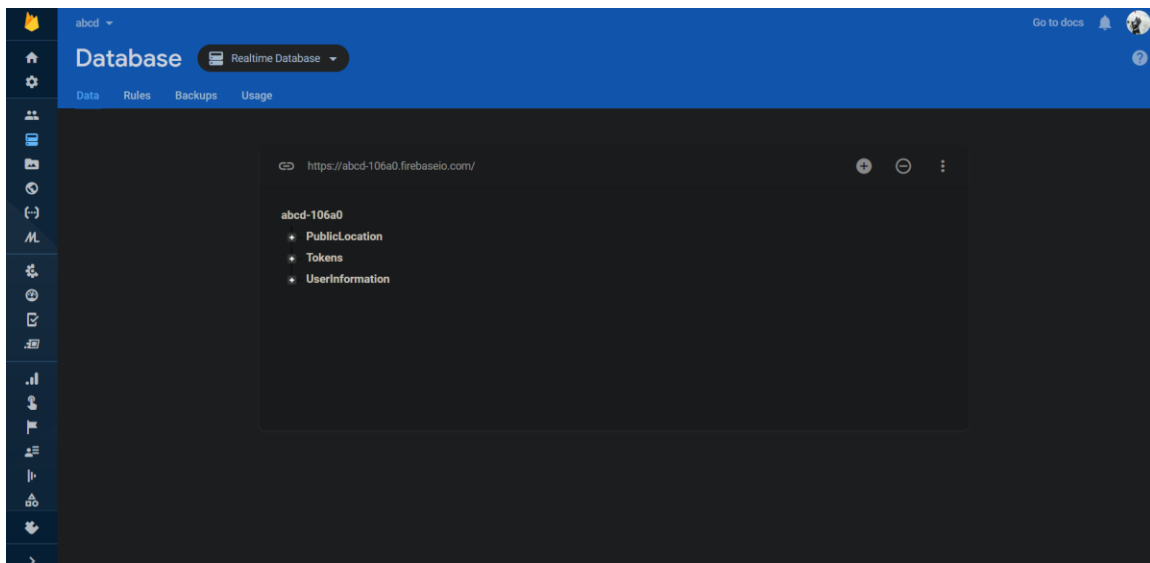 abcd
Go to docs
Database
Realtime Database
Data Rules Backups Usage
https://abcd-106a0.firebaseio.com/
abcd-106a0
PublicLocation
Tokens
UserInformation